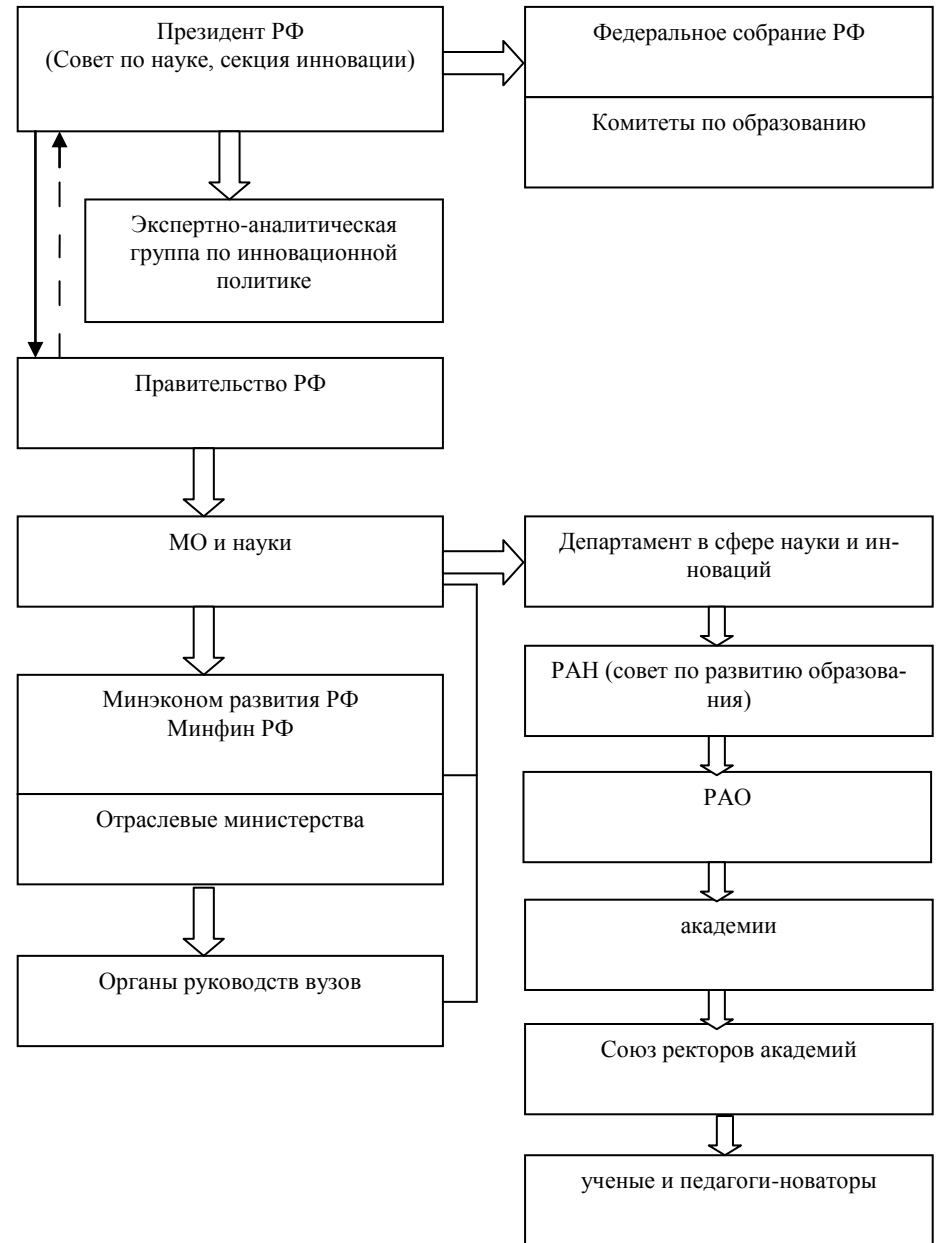 Президент РФ
(Совет по науке, секция инновации)
Федеральное собрание РФ
Комитеты по образованию
Экспертно-аналитическая
группа по инновационной
политике
Правительство РФ
МО и науки
Департамент в сфере науки и ин-
новаций
РАН (совет по развитию образова-
ния)
Минэконом развития РФ
Минфин РФ
РАО
Отраслевые министерства
академии
Органы руководств вузов
Союз ректоров академий
ученые и педагоги-новаторы